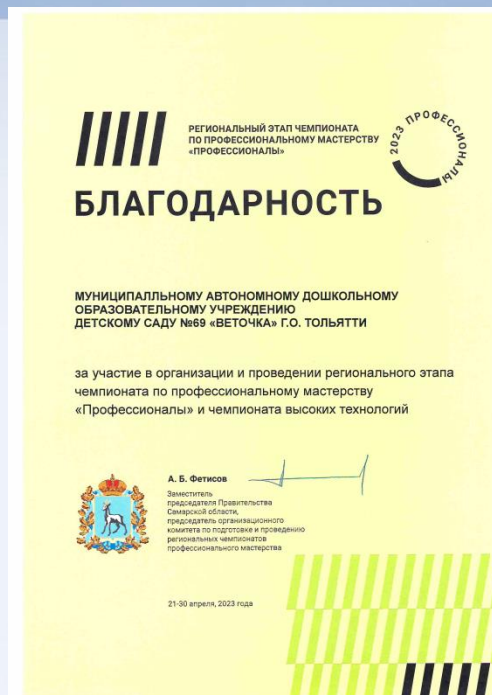 РЕГИОНАЛЬНЫЙ ЭТАП ЧЕМПИОНАТА
ПО ПРОФЕССИОНАЛЬНОМУ МАСТЕРСТВУ
«ПРОФЕССИОНАЛЫ»
2023 ПРОФЕССИОНАЛЫ
БЛАГОДАРНОСТЬ
МУНИЦИПАЛЛЬНОМУ АВТОНОМНОМУ ДОШКОЛЬНОМУ
ОБРАЗОВАТЕЛЬНОМУ УЧРЕЖДЕНИЮ
ДЕТСКОМУ САДУ №69 «ВЕТОЧКА» Г.О. ТОЛЬЯТТИ
за участие в организации и проведении регионального этапа
чемпионата по профессиональному мастерству
«Профессионалы» и чемпионата высоких технологий
А. Б. Фетисов
Заместитель
председателя Правительства
Самарской области,
председатель организационного
комитета по подготовке и проведению
региональных чемпионатов
профессионального мастерства
21-30 апреля, 2023 года